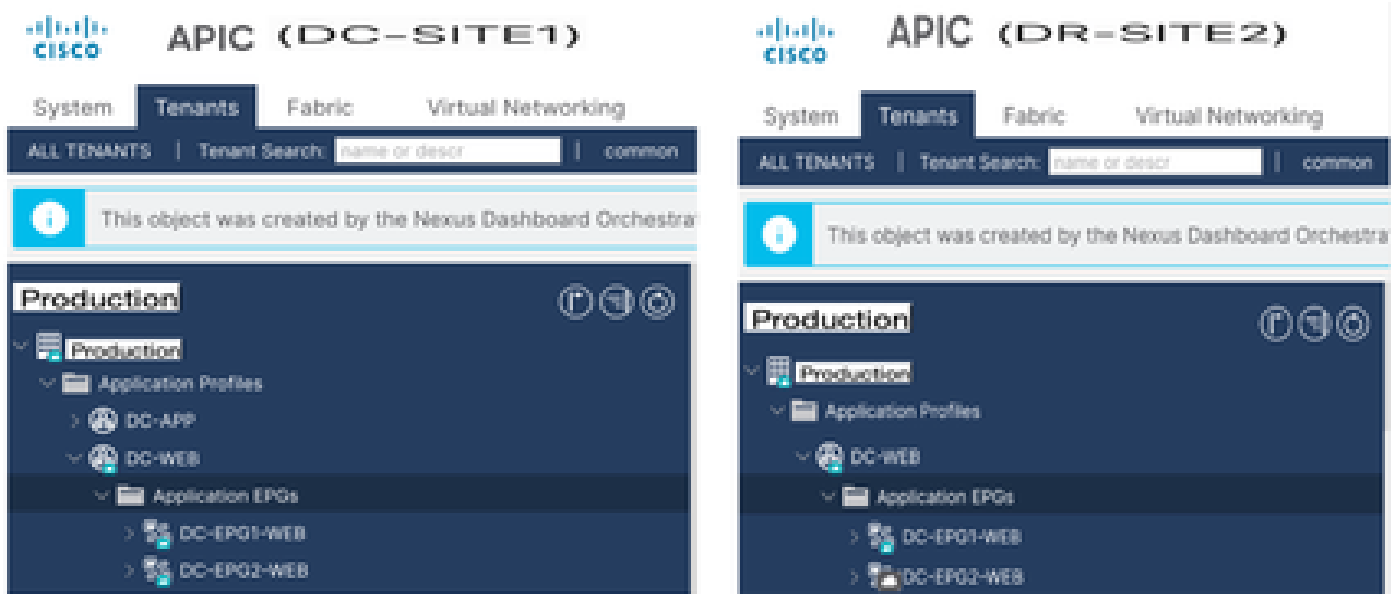 CISCO
APIC (DC-SITE1)
System Tenants Fabric Virtual Networking
ALL TENANTS | Tenant Search: name or descr | common
This object was created by the Nexus Dashboard Orchestra
Production
Production
Application Profiles
DC-APP
DC-WEB
Application EPGs
DC-EPG1-WEB
DC-EPG2-WEB
CISCO
APIC (DR-SITE2)
System Tenants Fabric Virtual Networking
ALL TENANTS | Tenant Search: name or descr | common
This object was created by the Nexus Dashboard Orchestra
Production
Production
Application Profiles
DC-WEB
Application EPGs
DC-EPG1-WEB
DC-EPG2-WEB